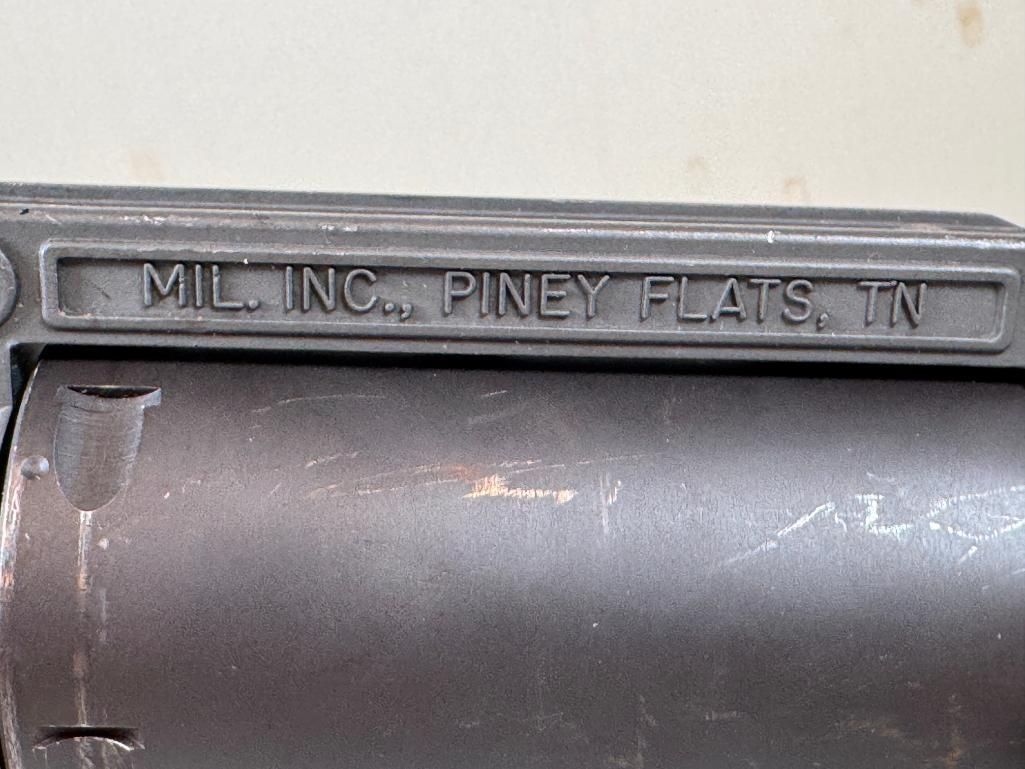 MIL. INC., PINEY FLATS, TN